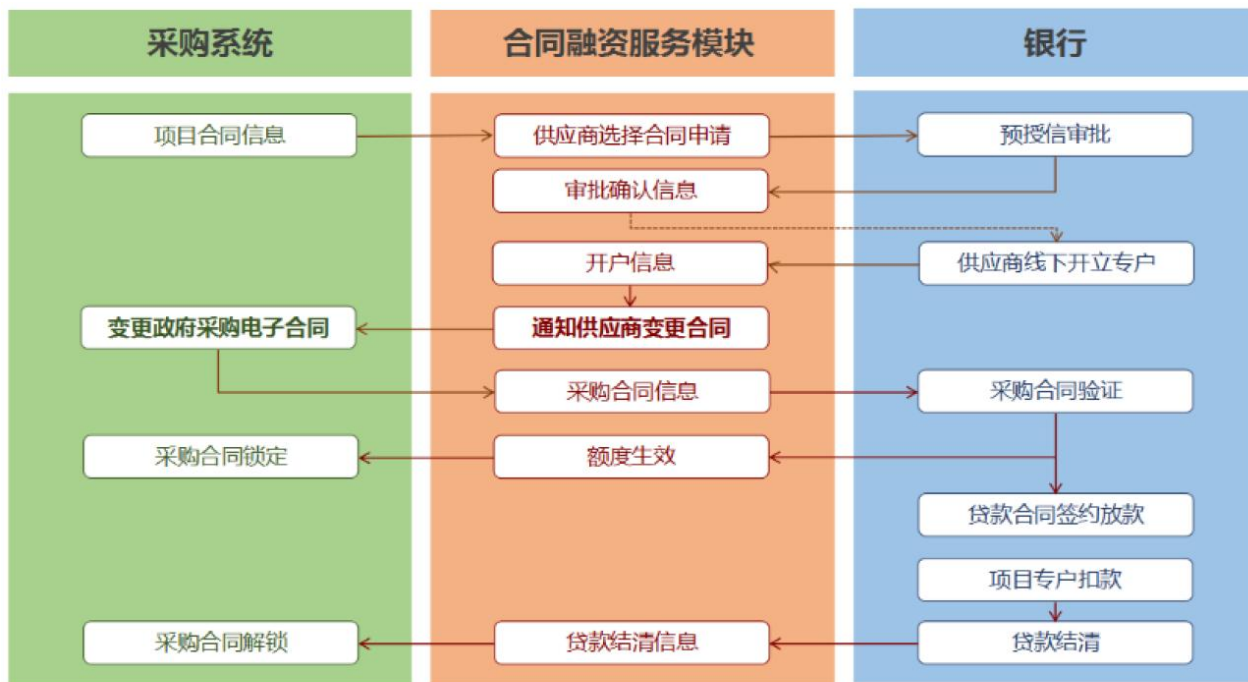 采购系统
合同融资服务模块
银行
项目合同信息
供应商选择合同申请
预授信审批
审批确认信息
开户信息
供应商线下开立专户
变更政府采购电子合同
通知供应商变更合同
采购合同信息
采购合同验证
采购合同锁定
额度生效
贷款合同签约放款
项目专户扣款
采购合同解锁
贷款结清信息
贷款结清